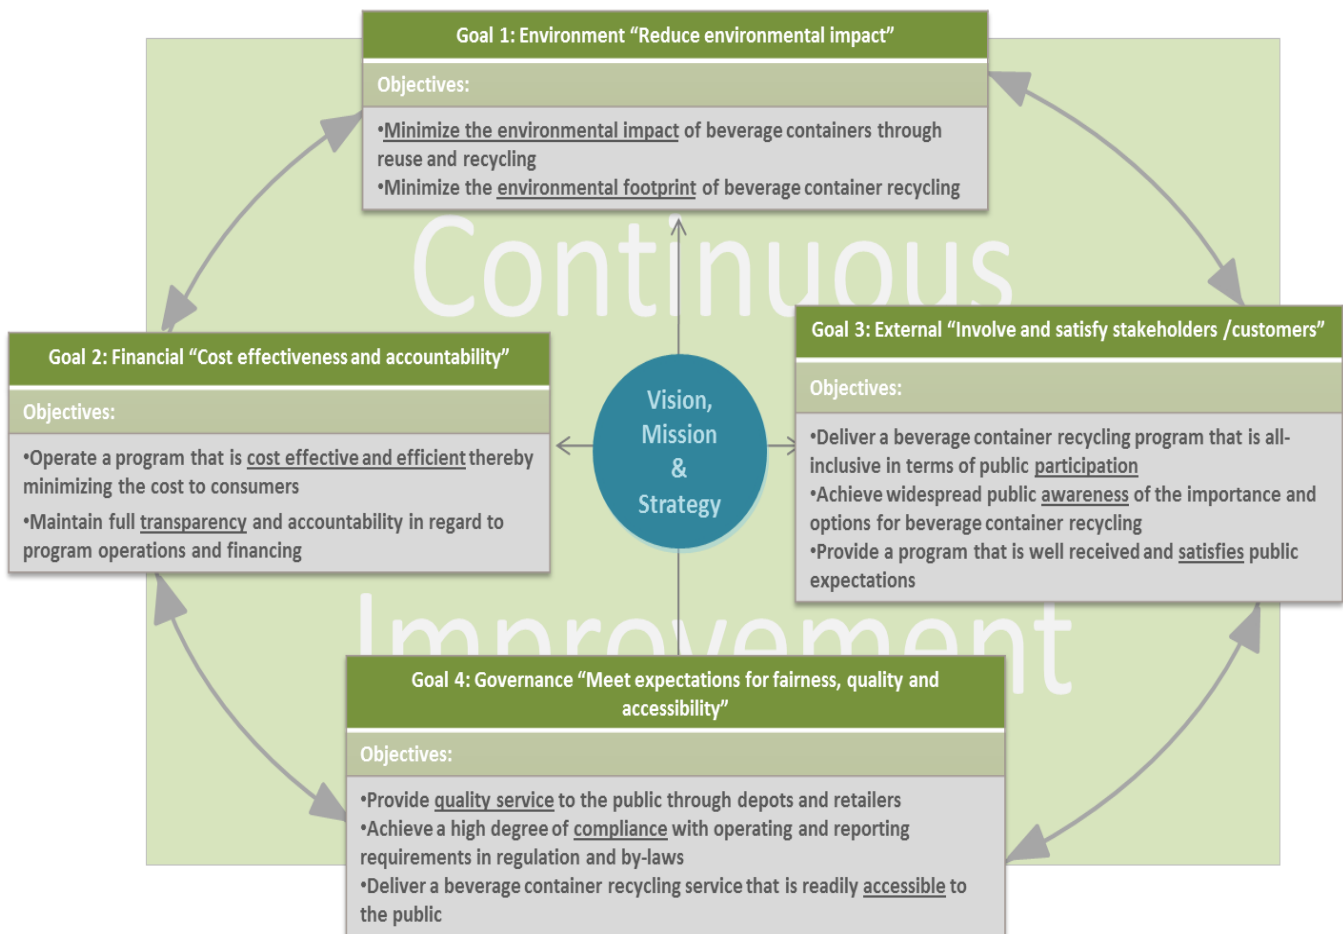 Goal 1: Environment “Reduce environmental impact”
Objectives:
•Minimize the environmental impact of beverage containers through
reuse and recycling
•Minimize the environmental footprint of beverage container recycling
Continuous
Goal 2: Financial “Cost effectiveness and accountability”
Objectives:
•Operate a program that is cost effective and efficient thereby
minimizing the cost to consumers
•Maintain full transparency and accountability in regard to
program operations and financing
Vision,
Mission
&
Strategy
Goal 3: External “Involve and satisfy stakeholders /customers”
Objectives:
•Deliver a beverage container recycling program that is all-
inclusive in terms of public participation
•Achieve widespread public awareness of the importance and
options for beverage container recycling
•Provide a program that is well received and satisfies public
expectations
Improvement
Goal 4: Governance “Meet expectations for fairness, quality and
accessibility”
Objectives:
•Provide quality service to the public through depots and retailers
•Achieve a high degree of compliance with operating and reporting
requirements in regulation and by-laws
•Deliver a beverage container recycling service that is readily accessible to
the public